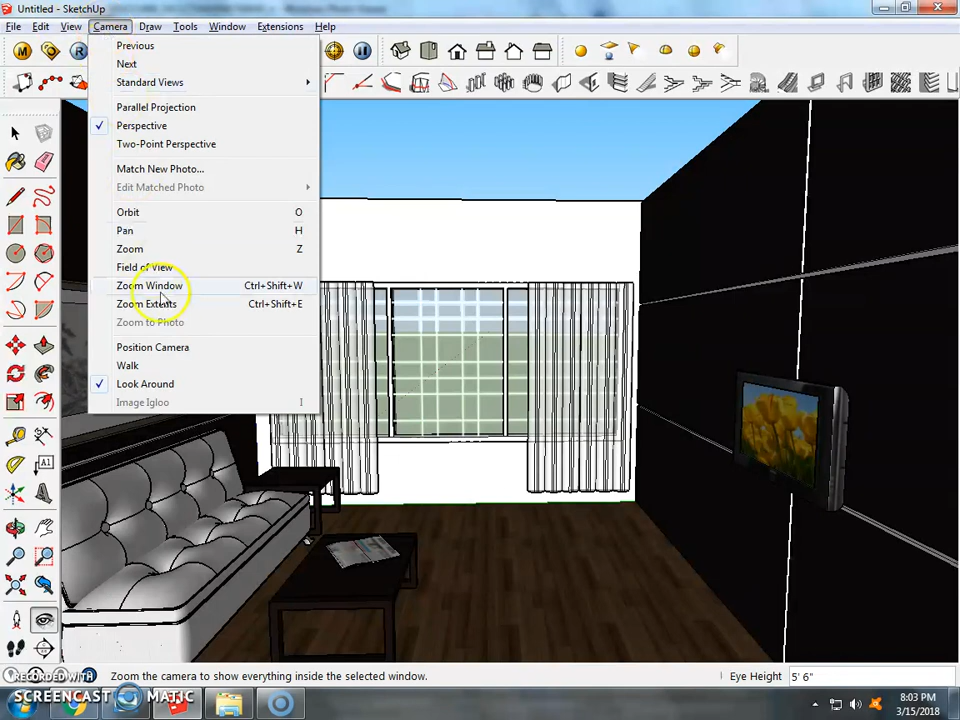 Untitled - SketchUp
File Edit View Camera Draw Tools Window Extensions Help
Previous
Next
Standard Views
Parallel Projection
Perspective
Two-Point Perspective
Match New Photo...
Edit Matched Photo
Orbit O
Pan H
Zoom Z
Field of View
Zoom Window Ctrl+Shift+W
Zoom Extents Ctrl+Shift+E
Zoom to Photo
Position Camera
Walk
Look Around
Image Igloo I
Zoom the camera to show everything inside the selected window.
Eye Height 5' 6"
RECORDED WITH
SCREENCAST MATIC
8:03 PM
3/15/2018